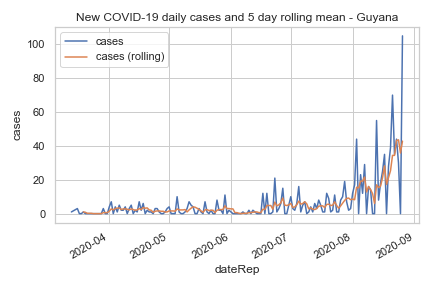 New COVID-19 daily cases and 5 day rolling mean - Guyana
cases
cases (rolling)
100
80
60
40
20
0
cases
2020-04
2020-05
2020-06
2020-07
2020-08
2020-09
dateRep